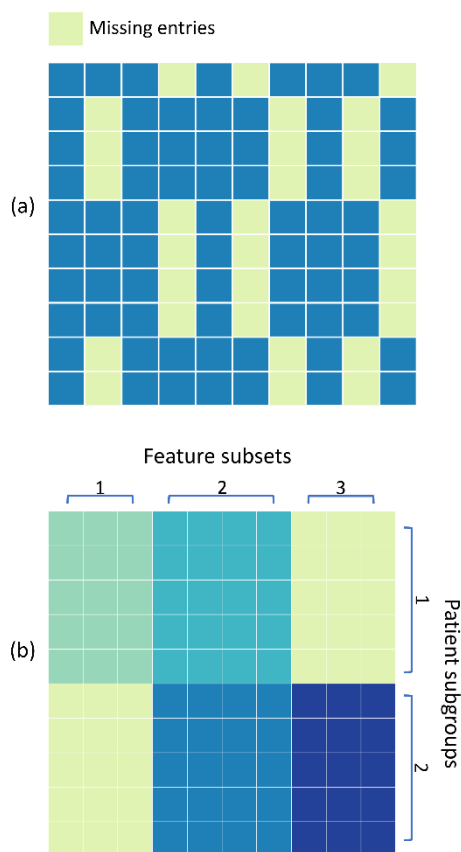 Missing entries
(a)
Feature subsets
1 2 3
1
Patient subgroups
(b)
2